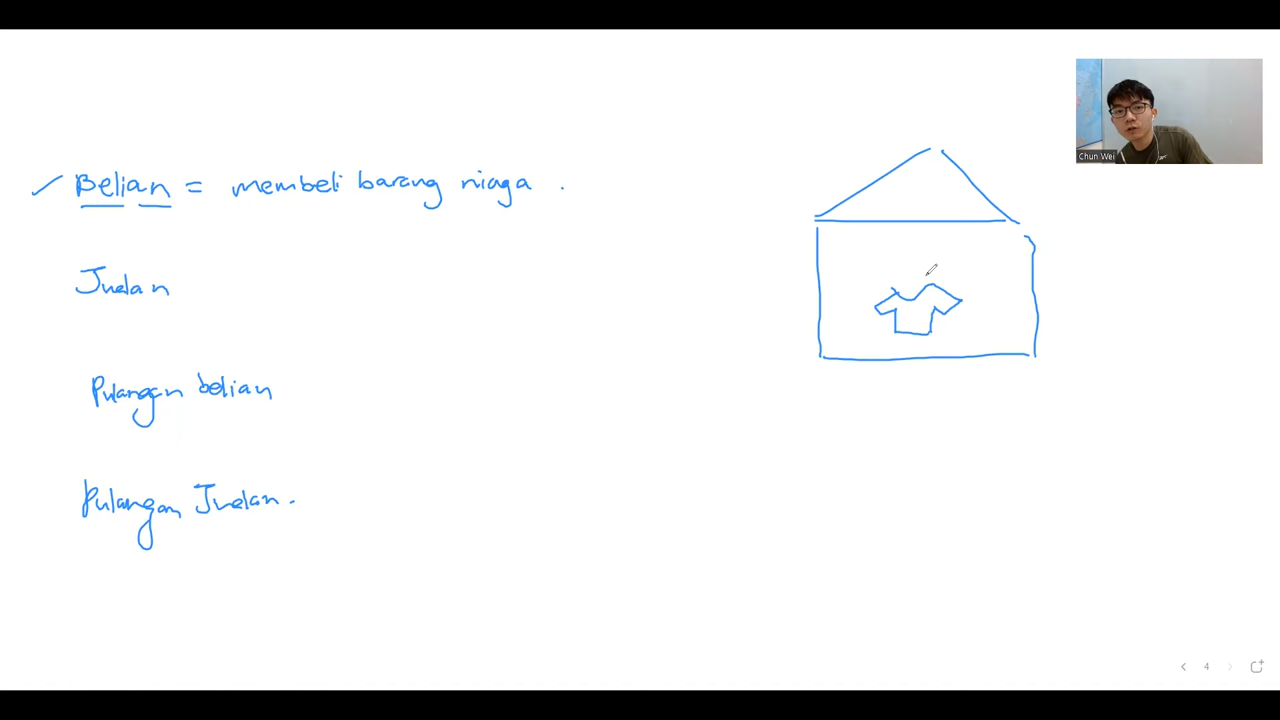 Belian = membeli barang niaga.
Chun Wei
Jualan
Pulangan belian
Pulangan Jualan.
4